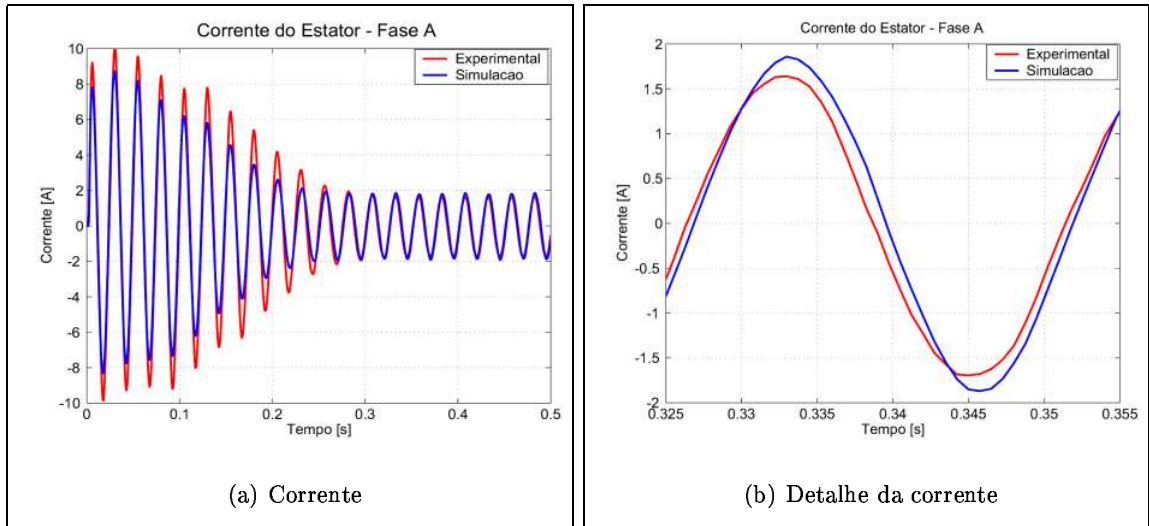 Corrente do Estator - Fase A
Experimental
Simulacao
Corrente [A]
10
8
6
4
2
0
-2
-4
-6
-8
-10
0
0.1
0.2
0.3
0.4
0.5
Tempo [s]
(a) Corrente
Corrente do Estator - Fase A
Experimental
Simulacao
Corrente [A]
2
1.5
1
0.5
0
-0.5
-1
-1.5
-2
0.325
0.33
0.335
0.34
0.345
0.35
0.355
Tempo [s]
(b) Detalhe da corrente